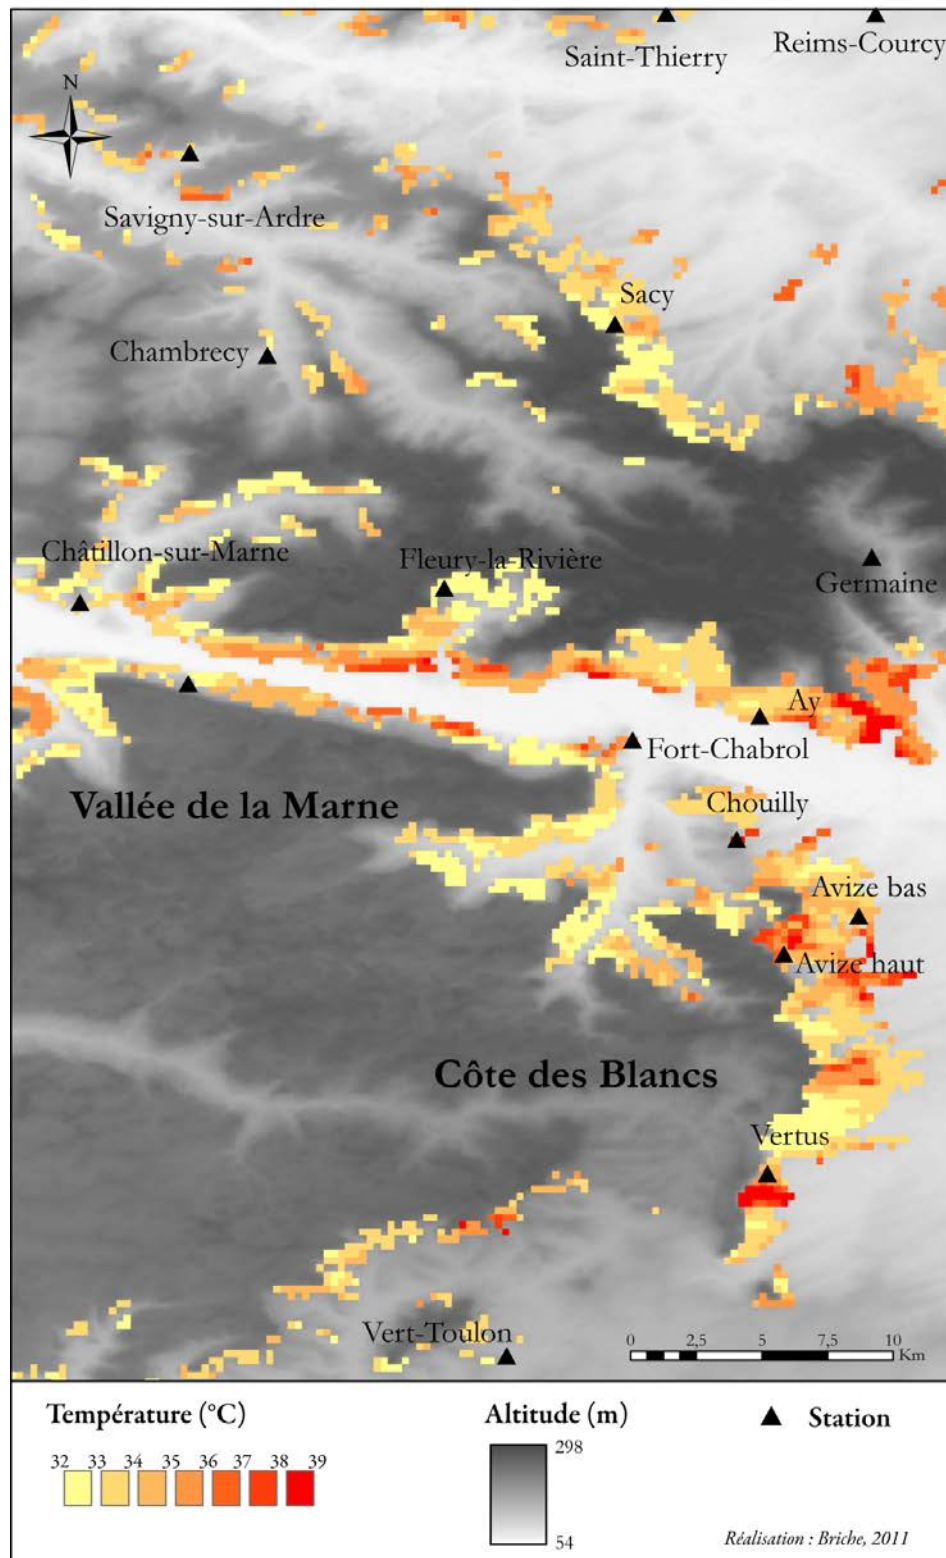 Saint-Thierry
Reims-Courcy
N
Savigny-sur-Ardre
Sacy
Chambrecy
Châtillon-sur-Marne
Fleury-la-Rivière
Germaine
Ay
Fort-Chabrol
Vallée de la Marne
Chouilly
Avize bas
Avize haut
Côte des Blancs
Vertus
Vert-Toulon
0 2,5 5 7,5 10
Km
Température (°C)
32 33 34 35 36 37 38 39
Altitude (m)
298
54
Station
Réalisation : Briche, 2011